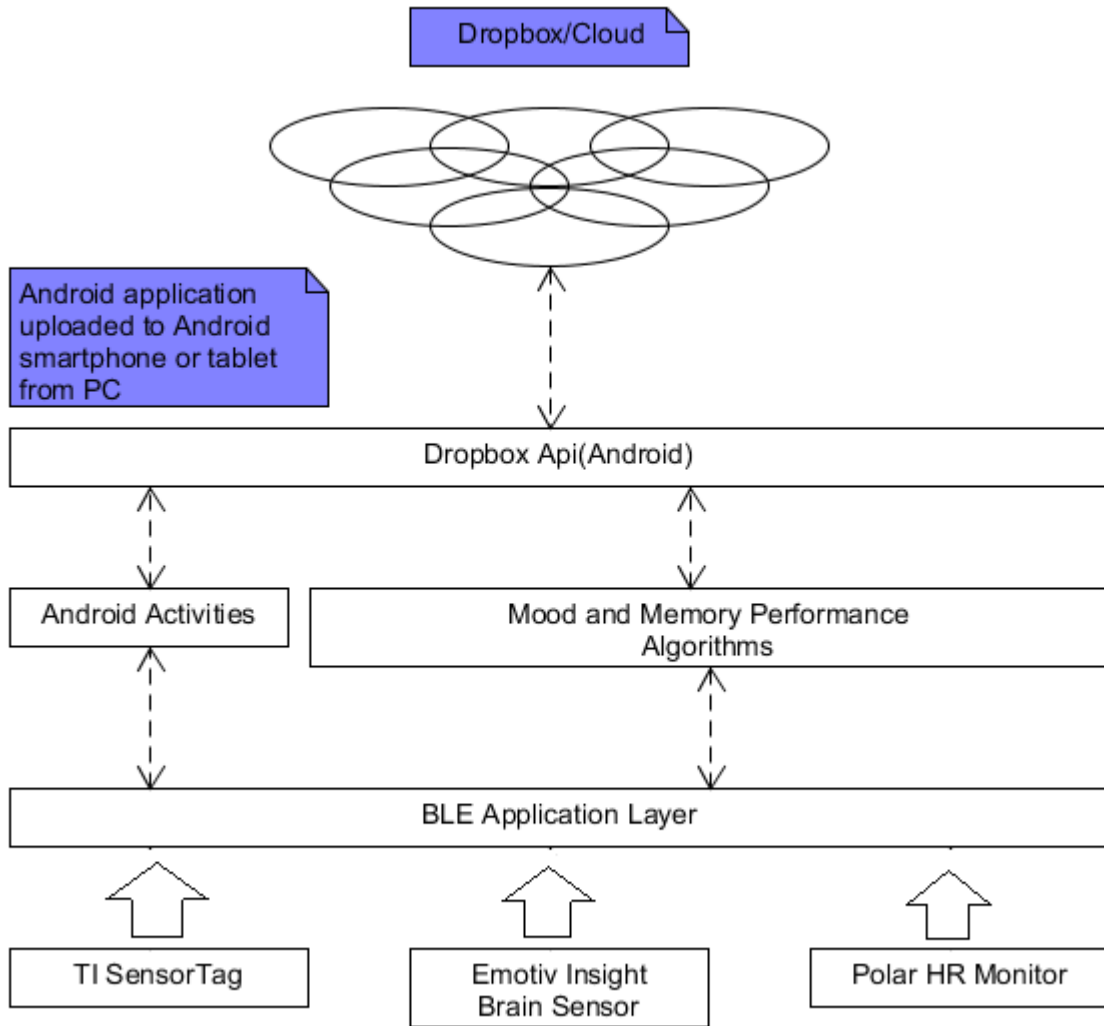 Dropbox/Cloud
Android application
uploaded to Android
smartphone or tablet
from PC
Dropbox Api(Android)
Android Activities
Mood and Memory Performance
Algorithms
BLE Application Layer
TI SensorTag
Emotiv Insight
Brain Sensor
Polar HR Monitor